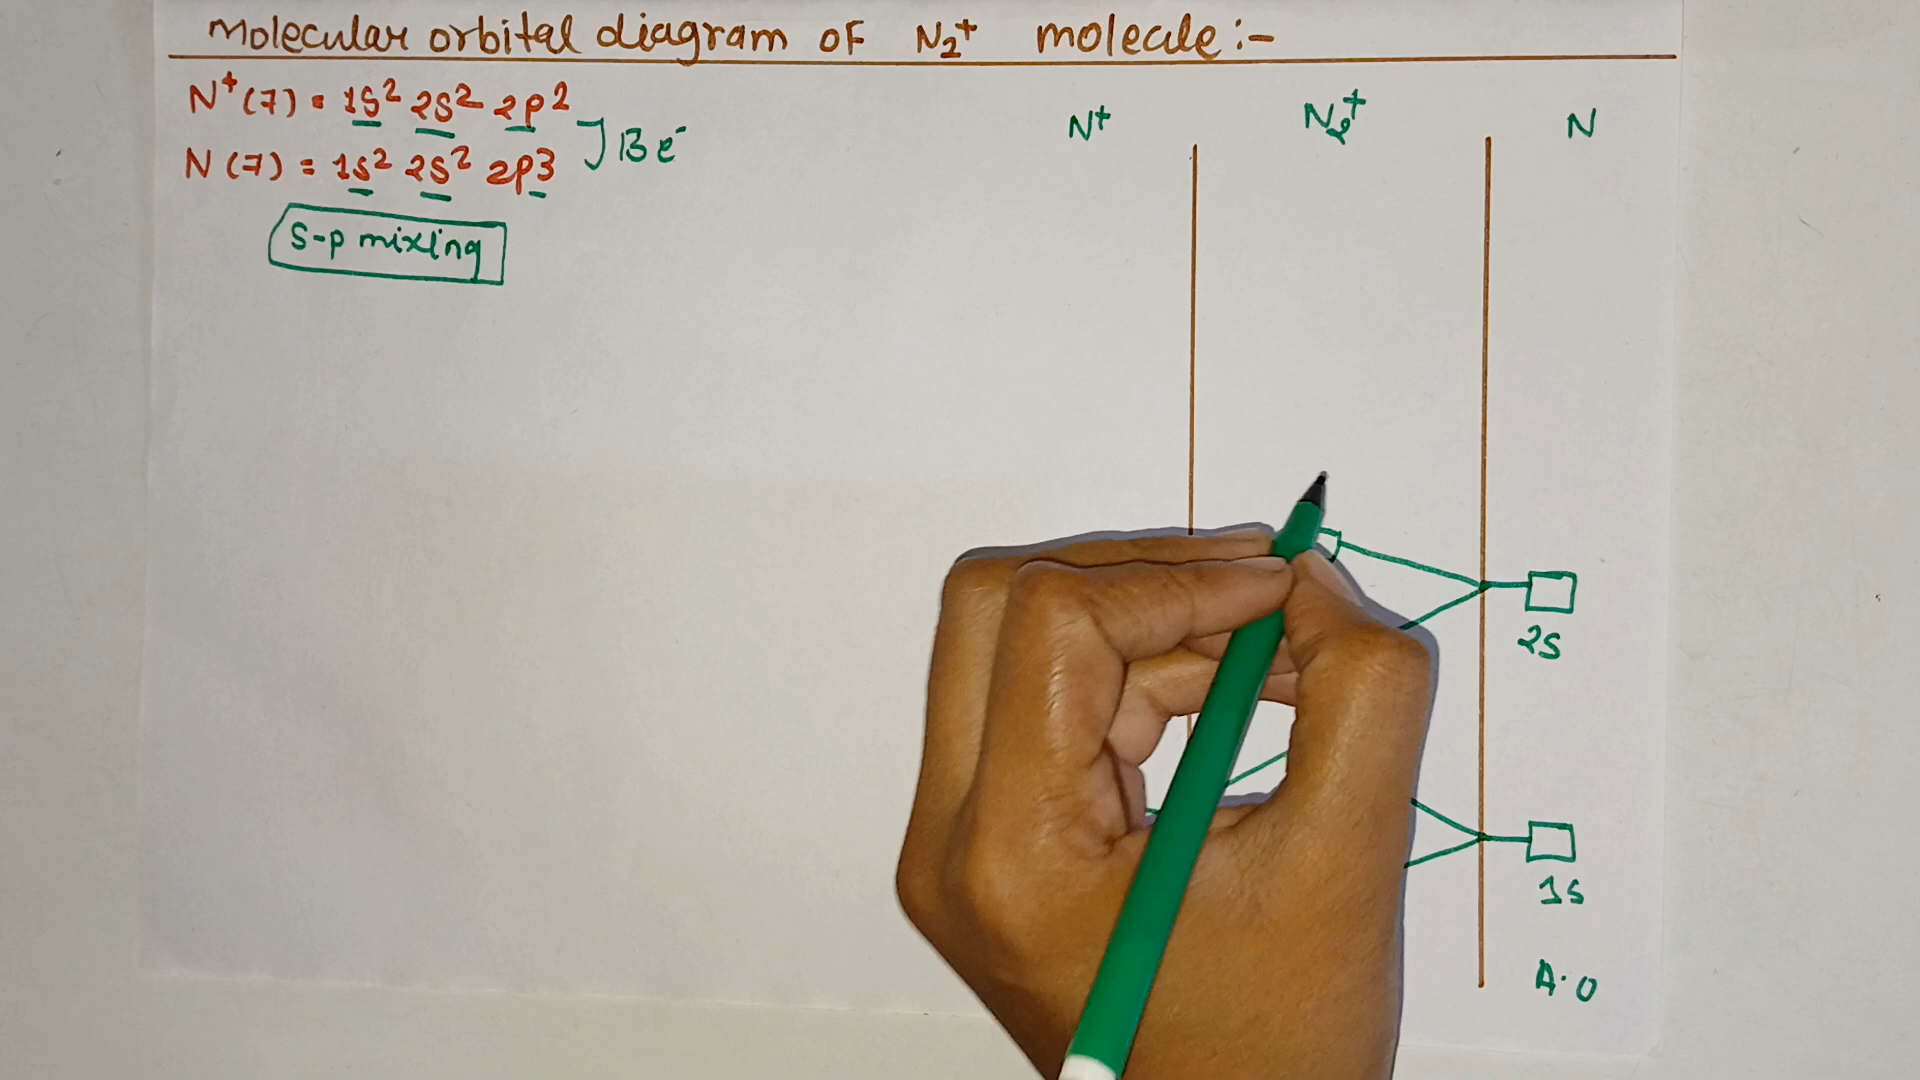 Molecular orbital diagram of N₂⁺ molecule:-
N⁺(7) = 1s² 2s² 2p²
N(7) = 1s² 2s² 2p³
] 13 e⁻
s-p mixing
N⁺ N₂⁺ N
2s
1s
A.O